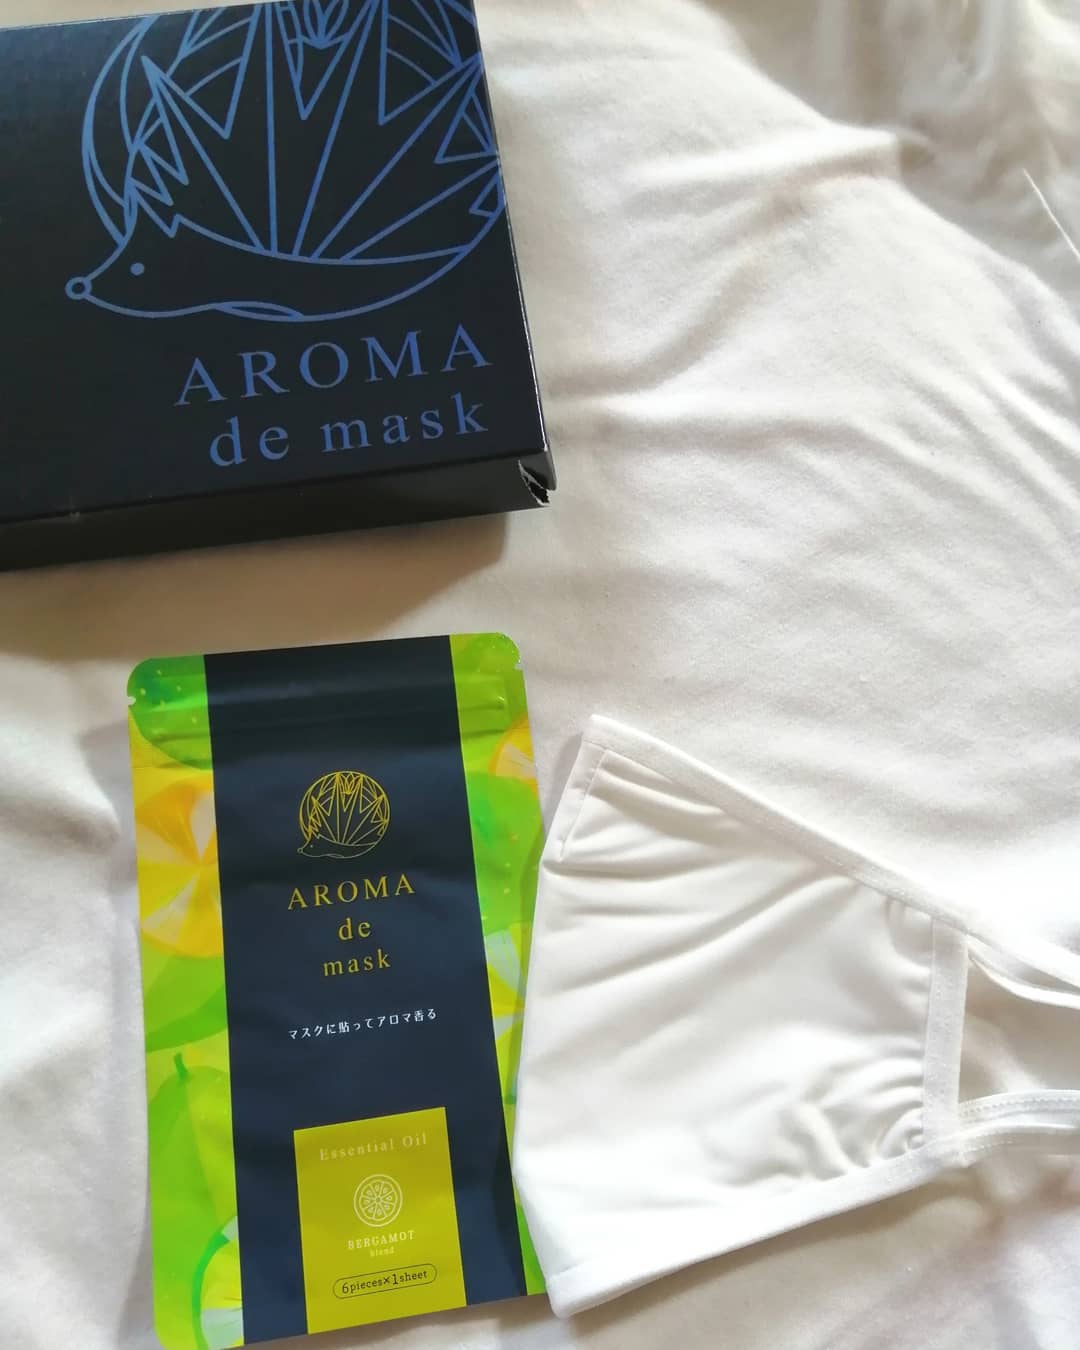 AROMA
de mask
AROMA
de
mask
マスクに貼ってアロマ香る
Essential Oil
BERGAMOT
blend
6pieces×1sheet